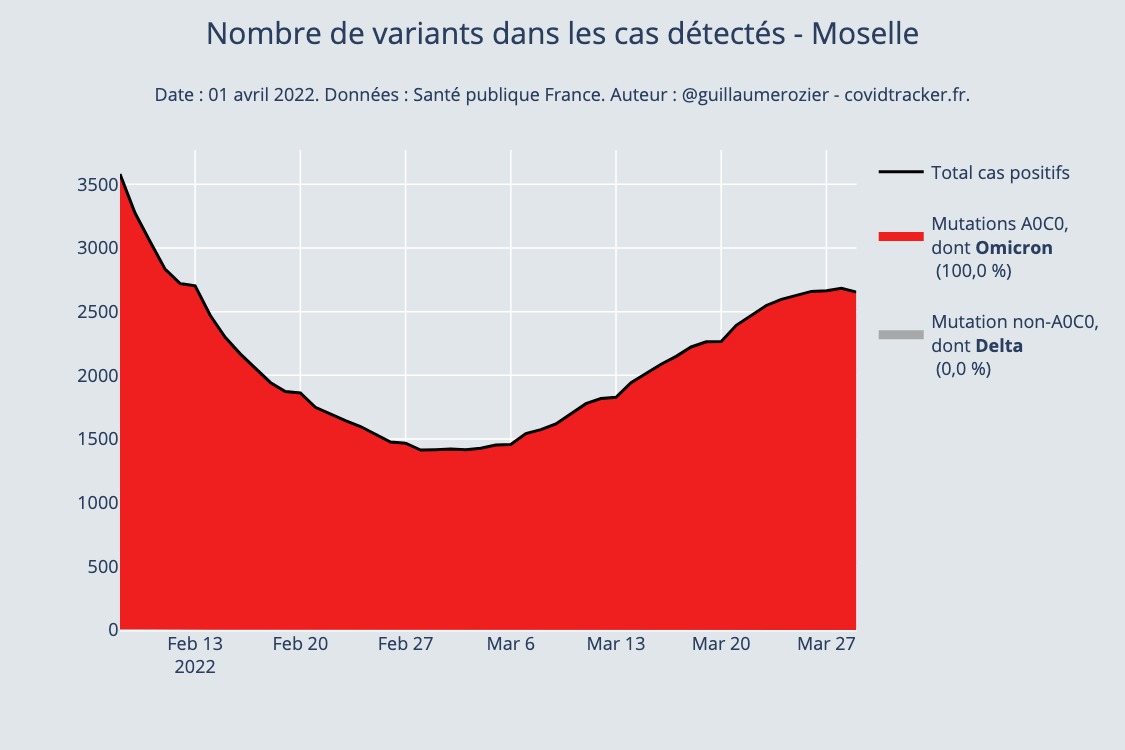 Nombre de variants dans les cas détectés - Moselle
Date : 01 avril 2022. Données : Santé publique France. Auteur : @guillaumerozier - covidtracker.fr.
3500
3000
2500
2000
1500
1000
500
0
Feb 13
2022
Feb 20
Feb 27
Mar 6
Mar 13
Mar 20
Mar 27
Total cas positifs
Mutations A0C0,
dont Omicron
(100,0 %)
Mutation non-A0C0,
dont Delta
(0,0 %)